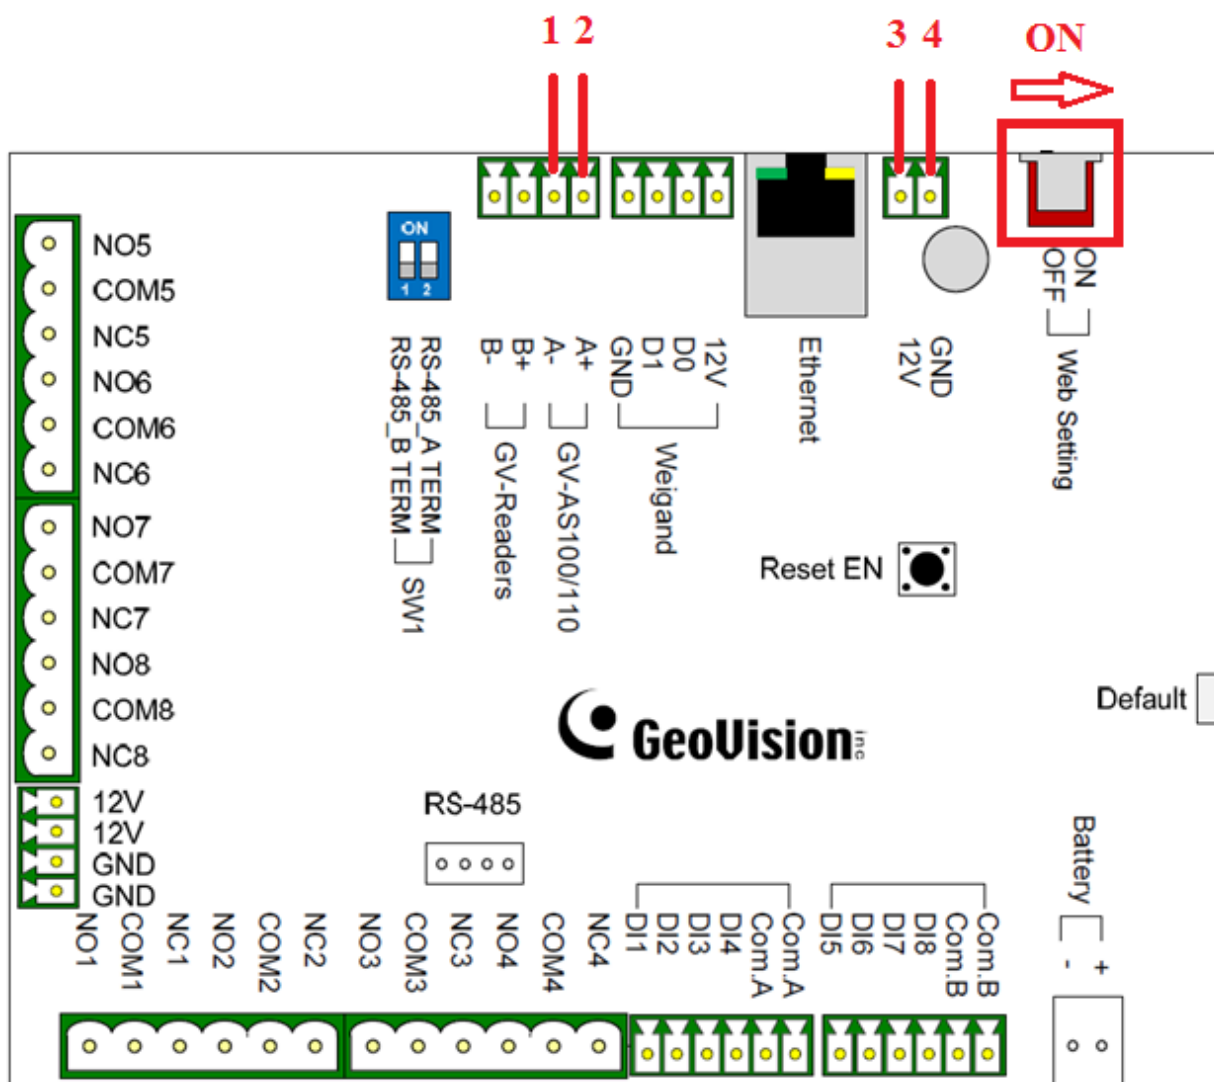 1 2
3 4
ON
ON
1 2
RS-485_B TERM
RS-485_A TERM
SW1
B-
B+
GV-Readers
A-
A+
GV-AS100/110
GND
D1
D0
12V
Weigand
Ethernet
12V
GND
OFF
ON
Web Setting
NO5
COM5
NC5
NO6
COM6
NC6
NO7
COM7
NC7
NO8
COM8
NC8
12V
12V
GND
GND
Reset EN
Default
GeoVision inc
RS-485
Battery
-
+
NO1
COM1
NC1
NO2
COM2
NC2
NO3
COM3
NC3
NO4
COM4
NC4
DI1
DI2
DI3
DI4
Com.A
Com.A
DI5
DI6
DI7
DI8
Com.B
Com.B